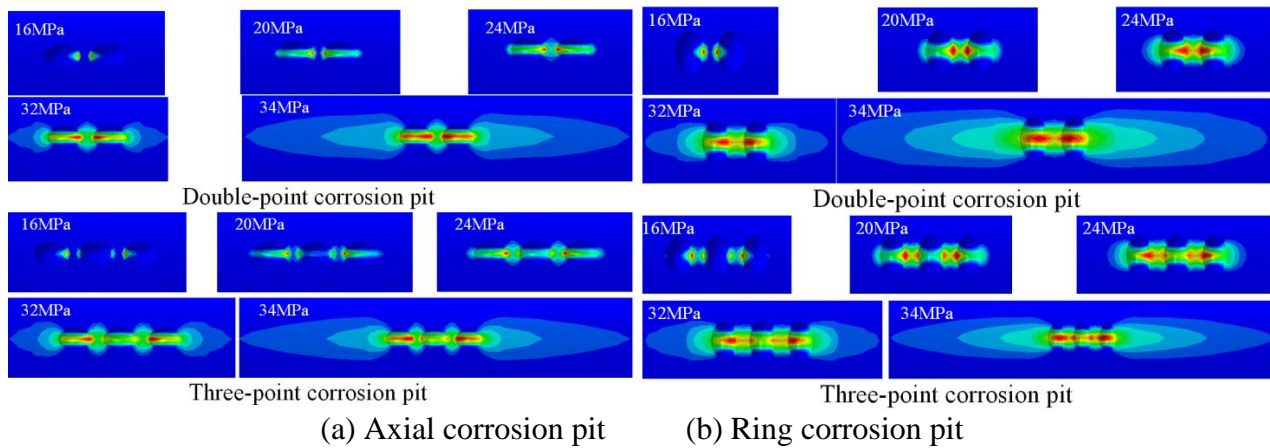 16MPa
20MPa
24MPa
32MPa
34MPa
Double-point corrosion pit
16MPa
20MPa
24MPa
32MPa
34MPa
Three-point corrosion pit
(a) Axial corrosion pit
16MPa
20MPa
24MPa
32MPa
34MPa
Double-point corrosion pit
16MPa
20MPa
24MPa
32MPa
34MPa
Three-point corrosion pit
(b) Ring corrosion pit